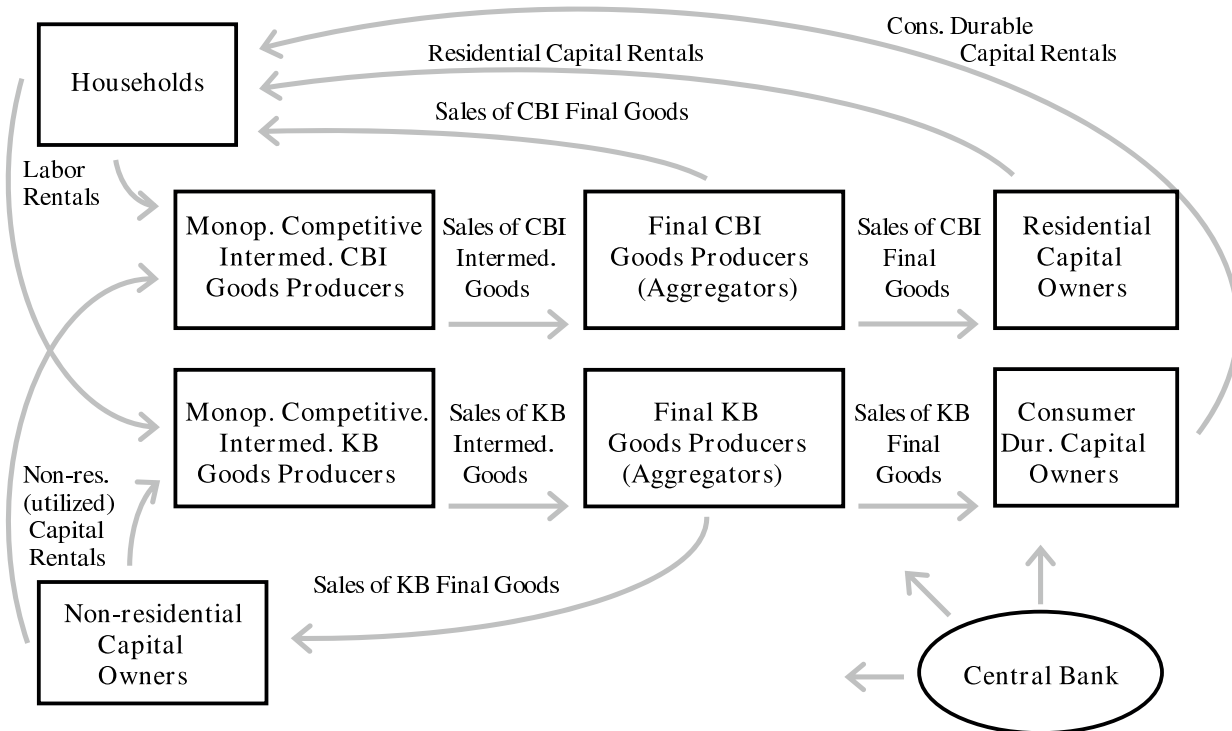 Cons. Durable
Capital Rentals
Residential Capital Rentals
Households
Sales of CBI Final Goods
Labor
Rentals
Monop. Competitive
Intermed. CBI
Goods Producers
Sales of CBI
Intermed.
Goods
Final CBI
Goods Producers
(Aggregators)
Sales of CBI
Final
Goods
Residential
Capital
Owners
Monop. Competitive.
Intermed. KB
Goods Producers
Sales of KB
Intermed.
Goods
Final KB
Goods Producers
(Aggregators)
Sales of KB
Final
Goods
Consumer
Dur. Capital
Owners
Non-res.
(utilized)
Capital
Rentals
Sales of KB Final Goods
Non-residential
Capital
Owners
Central Bank